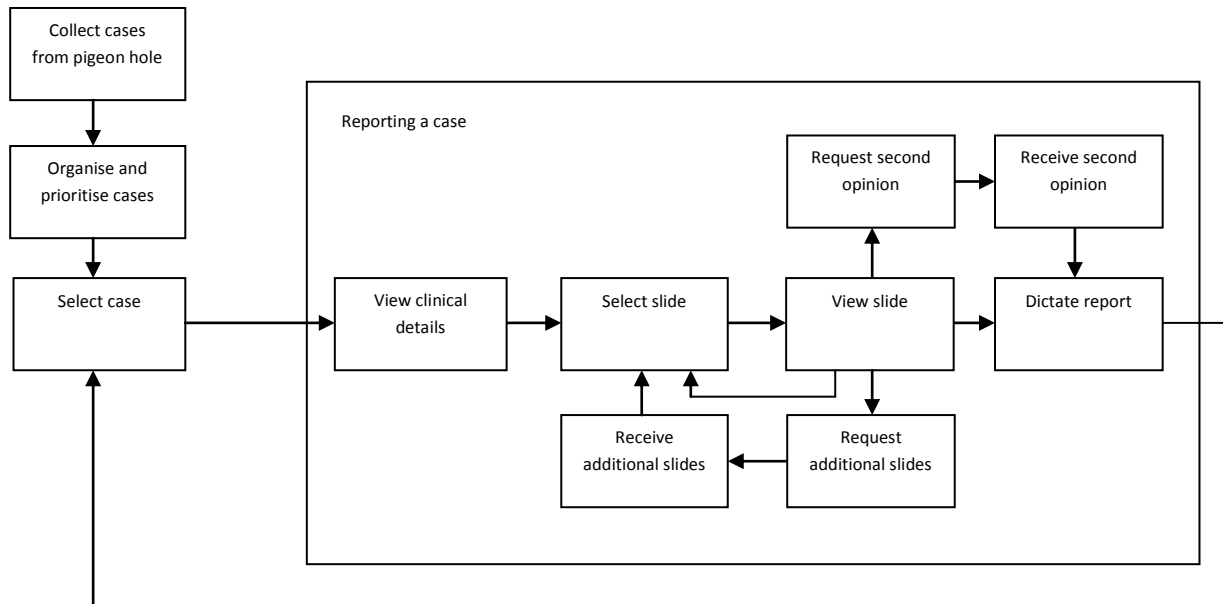 Collect cases
from pigeon hole
Reporting a case
Organise and
prioritise cases
Request second
opinion
Receive second
opinion
Select case
View clinical
details
Select slide
View slide
Dictate report
Receive
additional slides
Request
additional slides